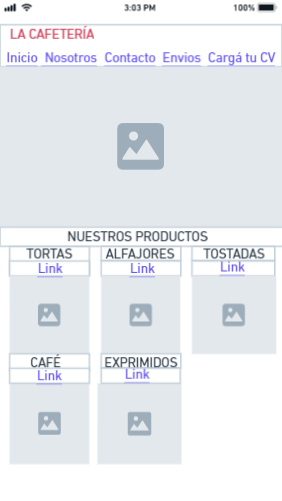 3:03 PM 100%
LA CAFETERÍA
Inicio Nosotros Contacto Envios Cargá tu CV
NUESTROS PRODUCTOS
TORTAS ALFAJORES TOSTADAS
Link Link Link
CAFÉ EXPRIMIDOS
Link Link